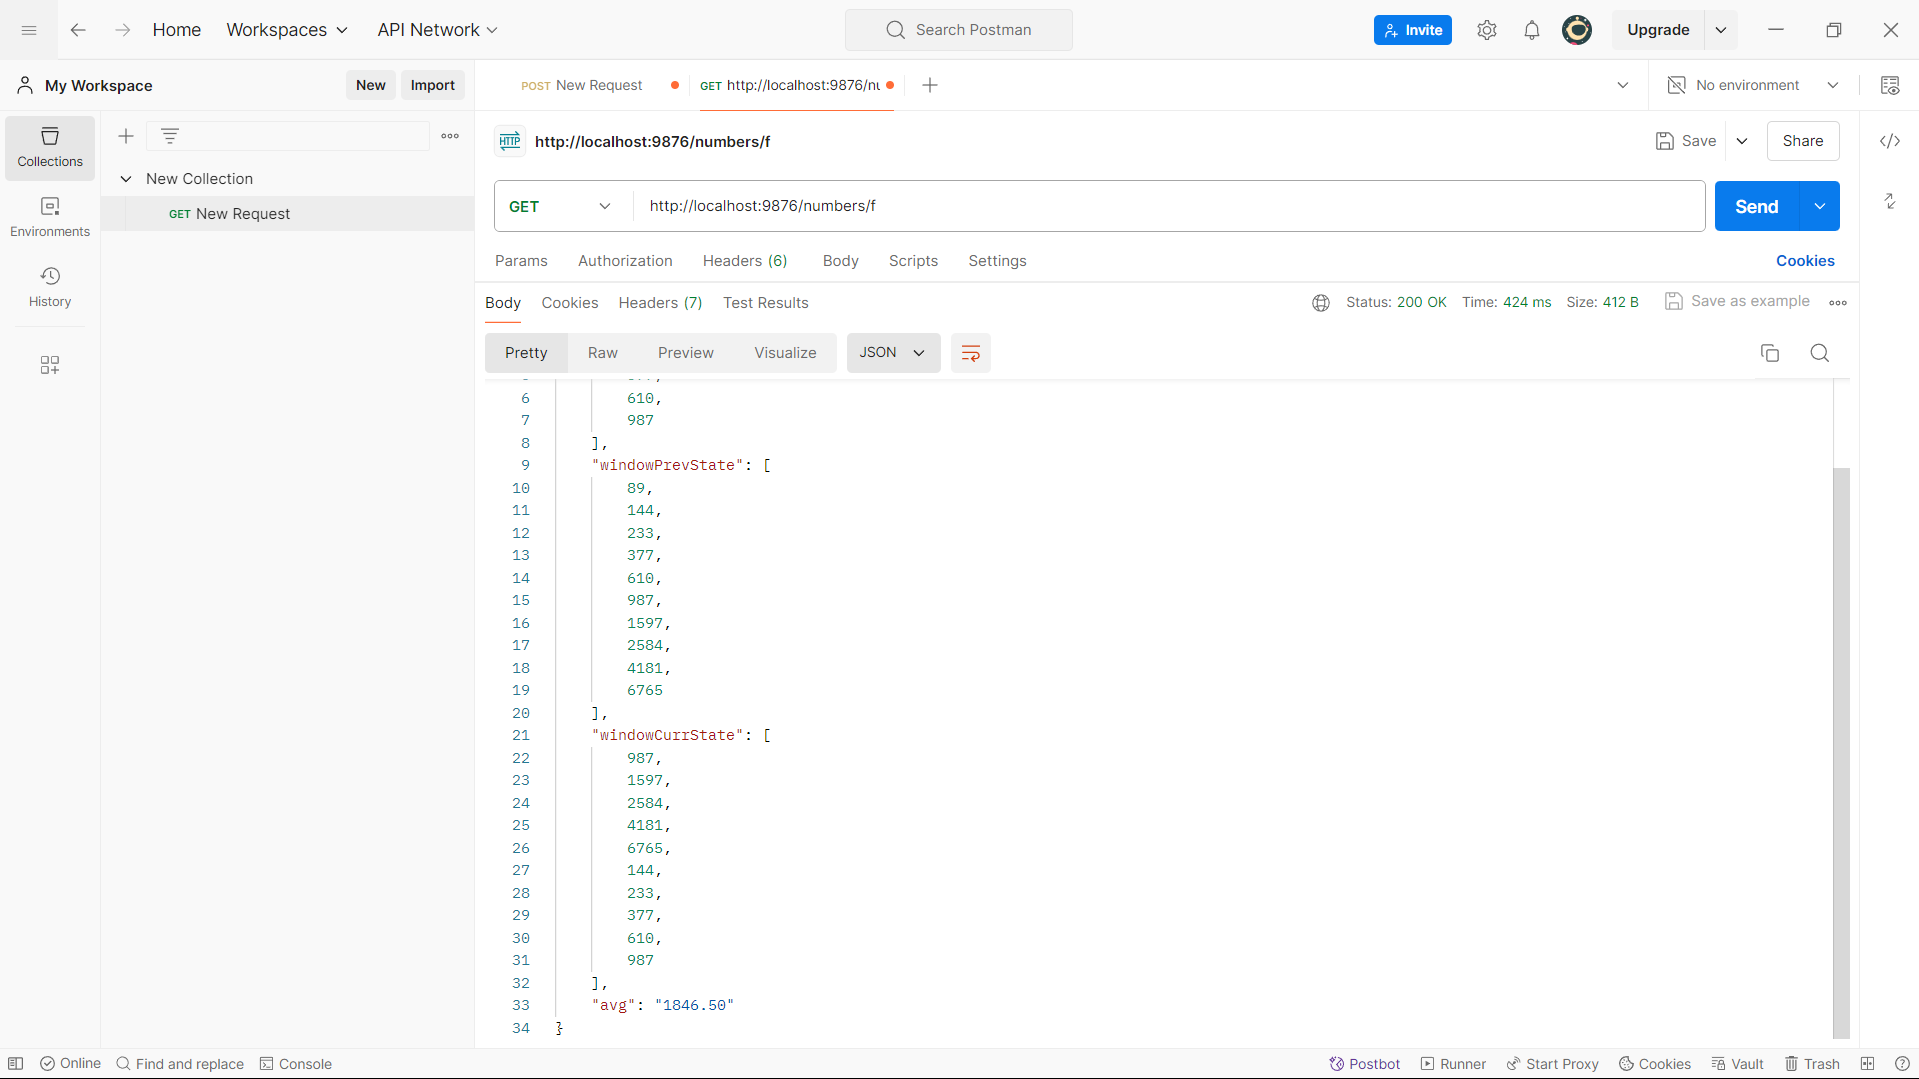 Home Workspaces API Network Search Postman Invite Upgrade
My Workspace New Import POST New Request GET http://localhost:9876/nu No environment
Collections
Environments
History
New Collection
GET New Request
HTTP http://localhost:9876/numbers/f Save Share
GET http://localhost:9876/numbers/f Send
Params Authorization Headers (6) Body Scripts Settings Cookies
Body Cookies Headers (7) Test Results Status: 200 OK Time: 424 ms Size: 412 B Save as example
Pretty Raw Preview Visualize JSON
6 610,
7 987
8 ],
9 "windowPrevState": [
10 89,
11 144,
12 233,
13 377,
14 610,
15 987,
16 1597,
17 2584,
18 4181,
19 6765
20 ],
21 "windowCurrState": [
22 987,
23 1597,
24 2584,
25 4181,
26 6765,
27 144,
28 233,
29 377,
30 610,
31 987
32 ],
33 "avg": "1846.50"
34 }
Online Find and replace Console Postbot Runner Start Proxy Cookies Vault Trash